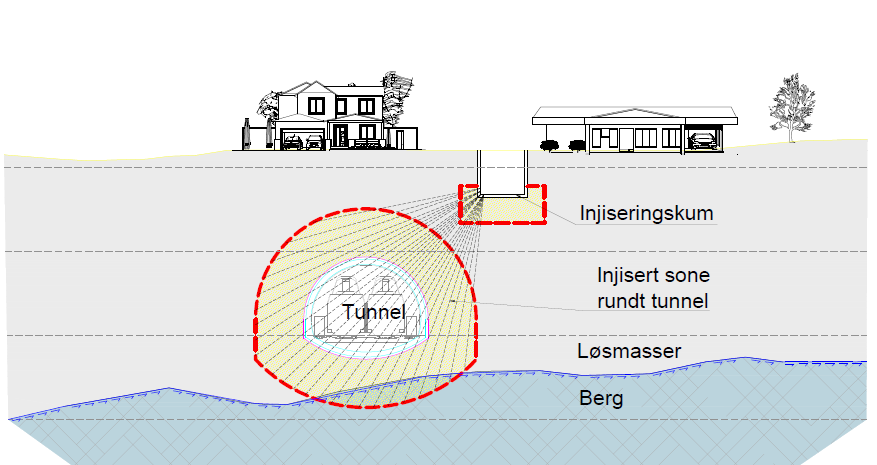 Injiseringskum
Injisert sone
rundt tunnel
Tunnel
Løsmasser
Berg